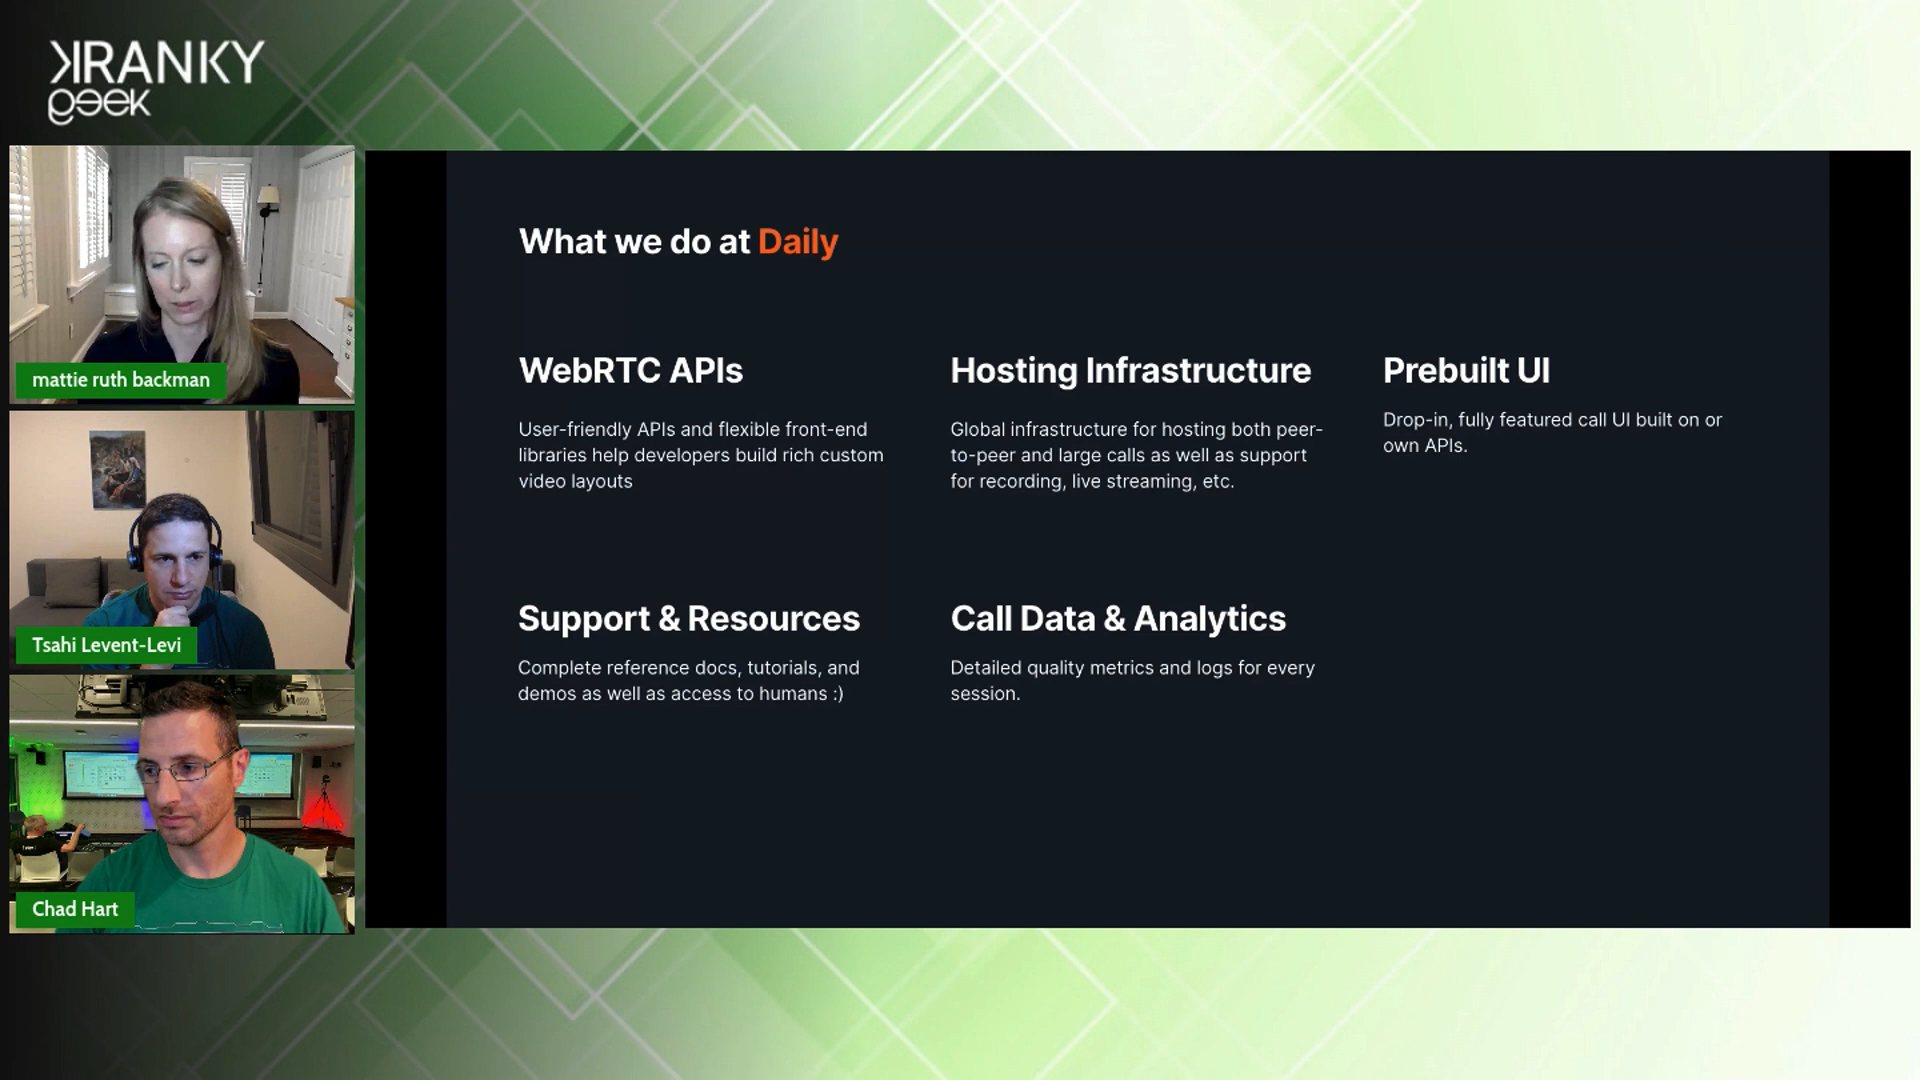 KRANKY
geek
mattie ruth backman
Tsahi Levent-Levi
Chad Hart
What we do at Daily
WebRTC APIs
User-friendly APIs and flexible front-end
libraries help developers build rich custom
video layouts
Hosting Infrastructure
Global infrastructure for hosting both peer-
to-peer and large calls as well as support
for recording, live streaming, etc.
Prebuilt UI
Drop-in, fully featured call UI built on or
own APIs.
Support & Resources
Complete reference docs, tutorials, and
demos as well as access to humans :)
Call Data & Analytics
Detailed quality metrics and logs for every
session.